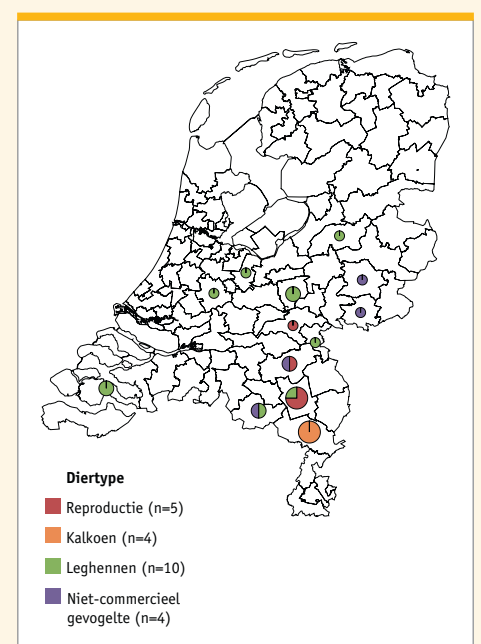 Diertype
Reproductie (n=5)
Kalkoen (n=4)
Leghennen (n=10)
Niet-commercieel
gevogelte (n=4)